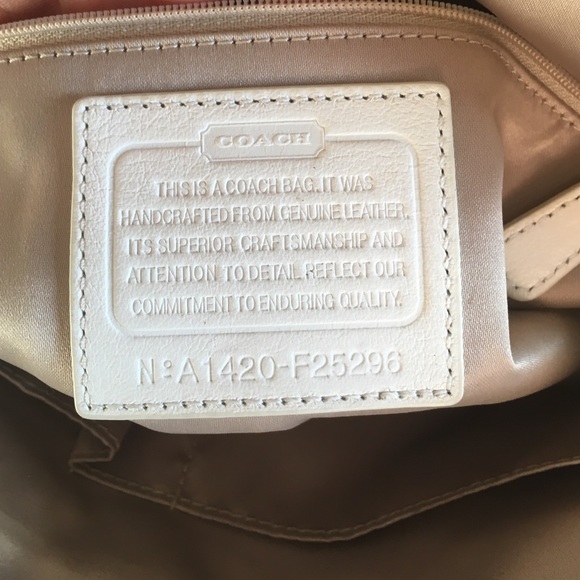 COACH
THIS IS A COACH BAG. IT WAS
HANDCRAFTED FROM GENUINE LEATHER.
ITS SUPERIOR CRAFTSMANSHIP AND
ATTENTION TO DETAIL REFLECT OUR
COMMITMENT TO ENDURING QUALITY.
Nº A1420-F25296